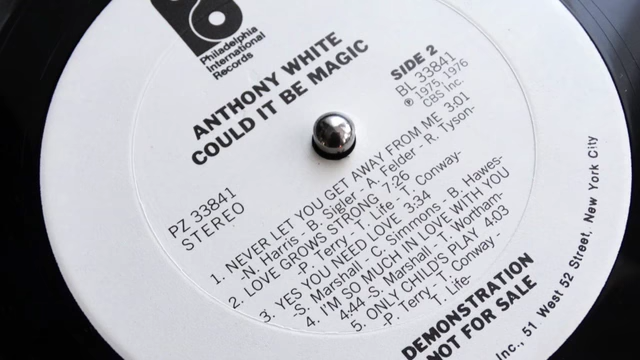 Philadelphia
International
Records
ANTHONY WHITE
COULD IT BE MAGIC
SIDE 2
BL 33841
℗ 1975, 1976
CBS Inc.
PZ 33841
STEREO
1. NEVER LET YOU GET AWAY FROM ME 3:01
-N. Harris - B. Sigler - A. Felder - R. Tyson-
2. LOVE GROWS STRONG 7:26
-P. Terry - T. Life - T. Conway-
3. YES YOU NEED LOVE 3:34
-S. Marshall - C. Simmons - B. Hawes-
4. I'M SO MUCH IN LOVE WITH YOU
4:44 -S. Marshall - T. Wortham-
5. ONLY CHILD'S PLAY 4:03
-P. Terry - T. Conway -
T. Life-
DEMONSTRATION
NOT FOR SALE
Inc., 51 West 52 Street, New York City